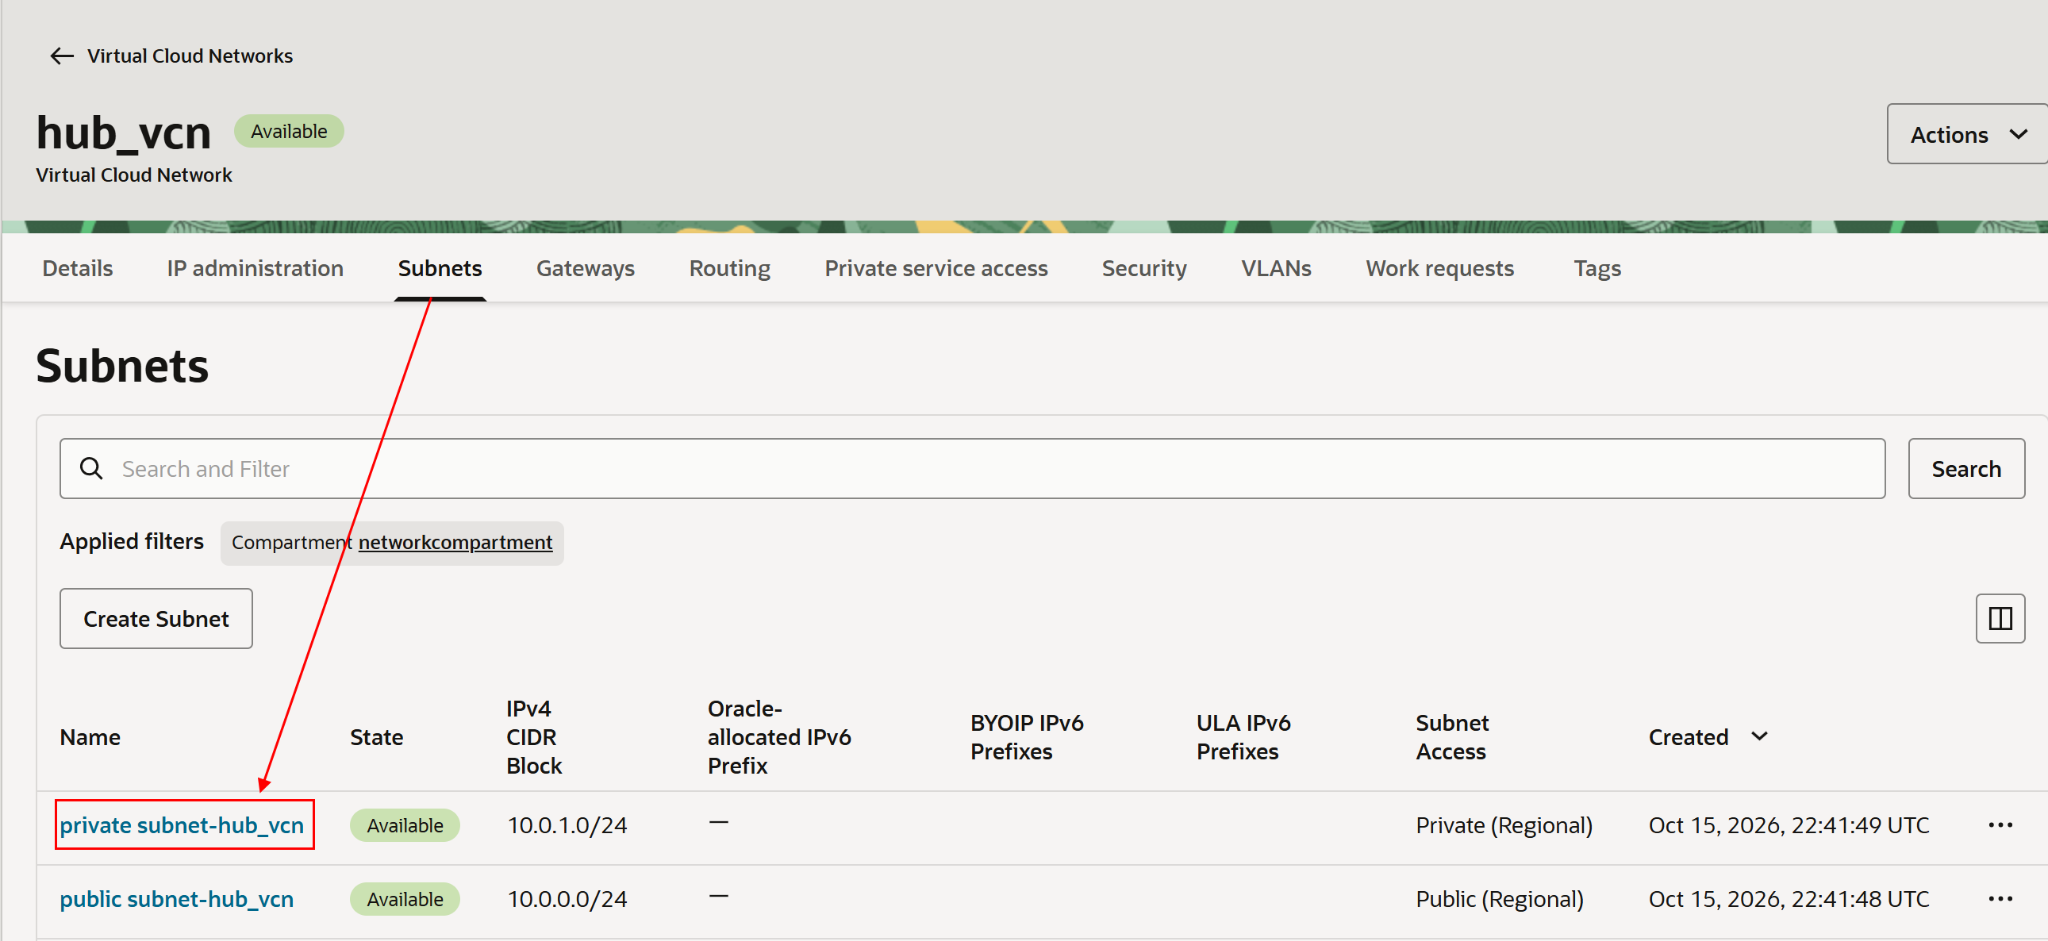 Virtual Cloud Networks
hub_vcn Available
Virtual Cloud Network
Actions
Details IP administration Subnets Gateways Routing Private service access Security VLANs Work requests Tags
Subnets
Search and Filter Search
Applied filters Compartment networkcompartment
Create Subnet
Name State IPv4 CIDR Block Oracle-allocated IPv6 Prefix BYOIP IPv6 Prefixes ULA IPv6 Prefixes Subnet Access Created
private subnet-hub_vcn Available 10.0.1.0/24 — Private (Regional) Oct 15, 2026, 22:41:49 UTC
public subnet-hub_vcn Available 10.0.0.0/24 — Public (Regional) Oct 15, 2026, 22:41:48 UTC